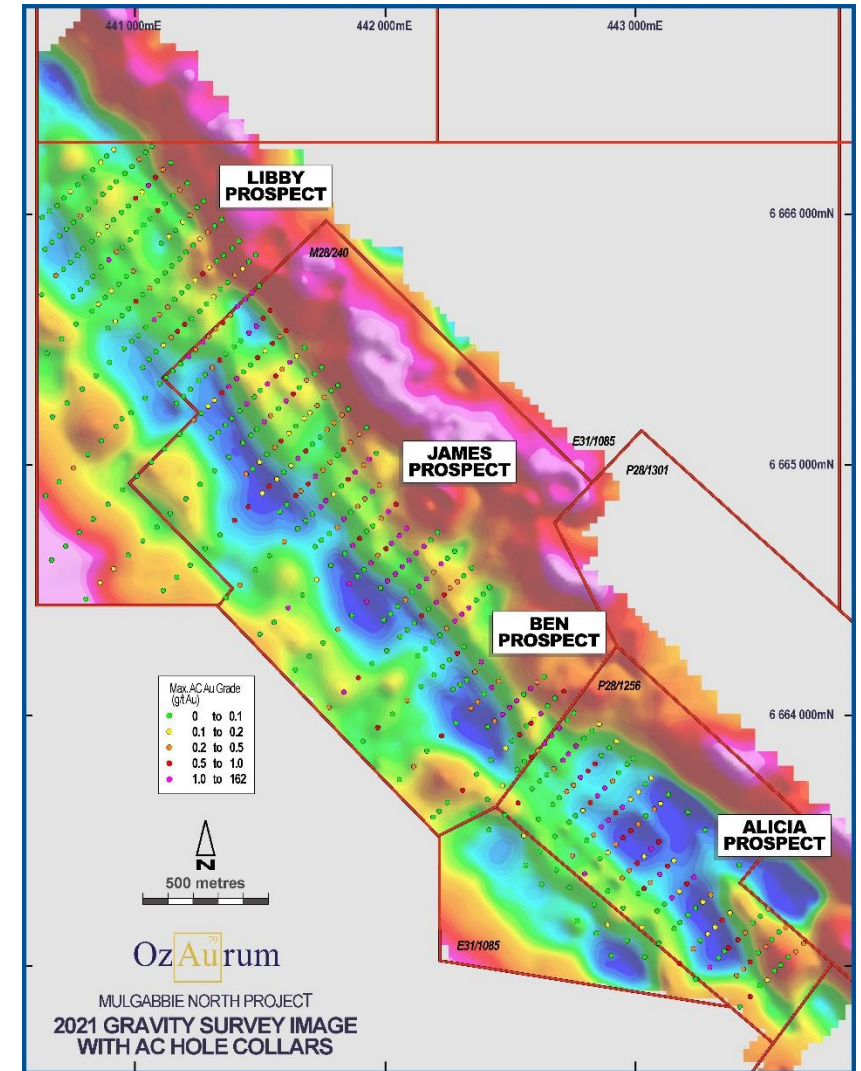 441 000mE
442 000mE
443 000mE
LIBBY
PROSPECT
6 666 000mN
M28/240
E31/1085
JAMES
PROSPECT
P28/1301
6 665 000mN
BEN
PROSPECT
P28/1256
Max. AC Au Grade
(g/t Au)
0 to 0.1
0.1 to 0.2
0.2 to 0.5
0.5 to 1.0
1.0 to 162
6 664 000mN
N
ALICIA
PROSPECT
500 metres
E31/1085
79
OzAurum
MULGABBIE NORTH PROJECT
2021 GRAVITY SURVEY IMAGE
WITH AC HOLE COLLARS